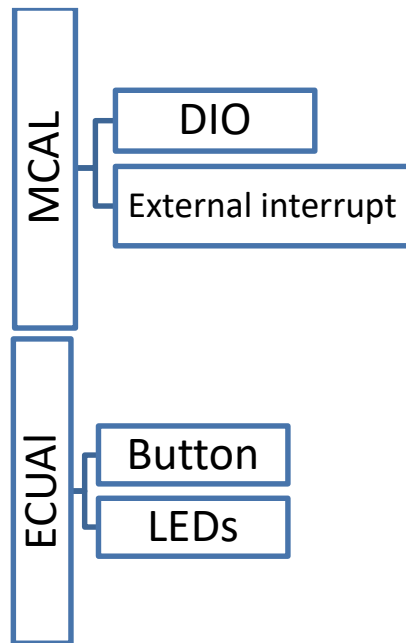 MCAL
DIO
External interrupt
ECUAl
Button
LEDs